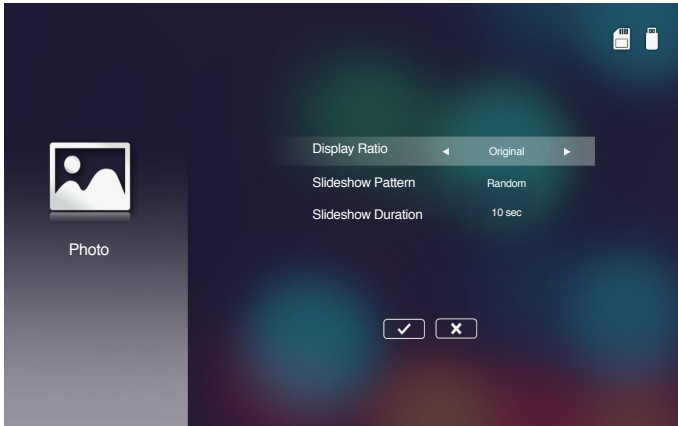 Display Ratio ◄ Original ►
Slideshow Pattern Random
Slideshow Duration 10 sec
Photo